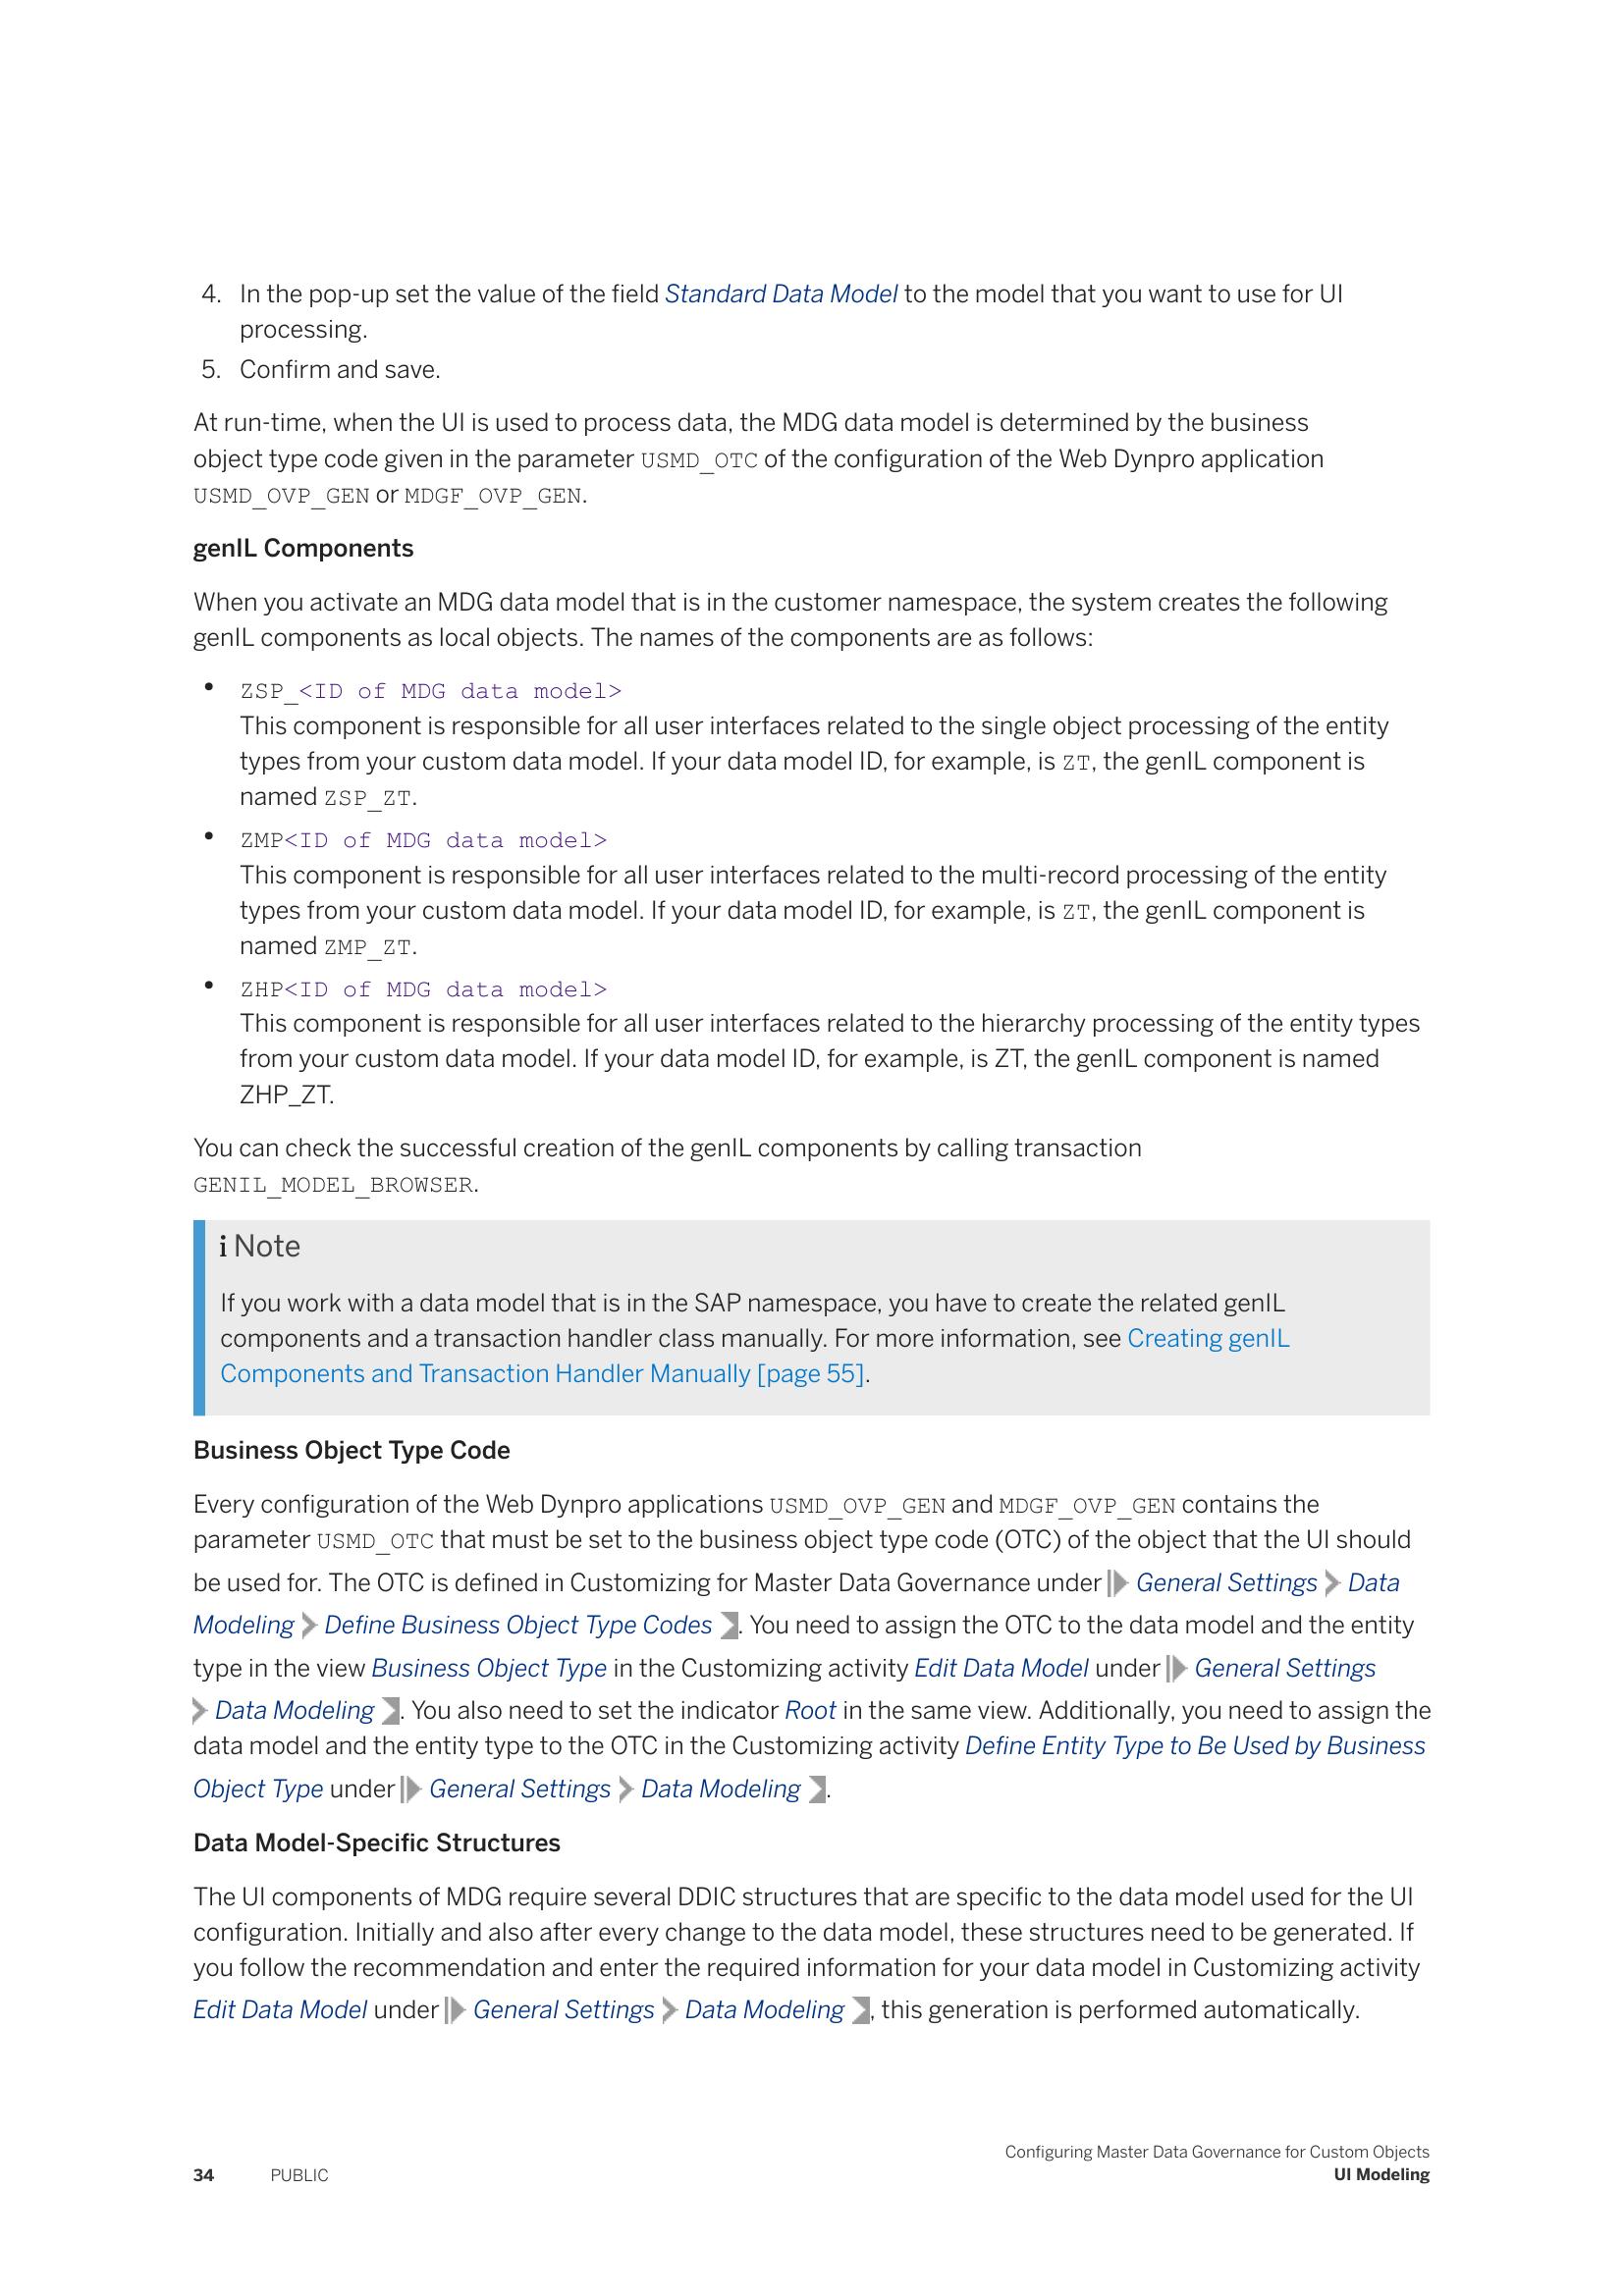 4. In the pop-up set the value of the field Standard Data Model to the model that you want to use for UI
processing.
5. Confirm and save.
At run-time, when the UI is used to process data, the MDG data model is determined by the business
object type code given in the parameter USMD_OTC of the configuration of the Web Dynpro application
USMD_OVP_GEN or MDGF_OVP_GEN.
genIL Components
When you activate an MDG data model that is in the customer namespace, the system creates the following
genIL components as local objects. The names of the components are as follows:
• ZSP_<ID of MDG data model>
This component is responsible for all user interfaces related to the single object processing of the entity
types from your custom data model. If your data model ID, for example, is ZT, the genIL component is
named ZSP_ZT.
• ZMP<ID of MDG data model>
This component is responsible for all user interfaces related to the multi-record processing of the entity
types from your custom data model. If your data model ID, for example, is ZT, the genIL component is
named ZMP_ZT.
• ZHP<ID of MDG data model>
This component is responsible for all user interfaces related to the hierarchy processing of the entity types
from your custom data model. If your data model ID, for example, is ZT, the genIL component is named
ZHP_ZT.
You can check the successful creation of the genIL components by calling transaction
GENIL_MODEL_BROWSER.
i Note
If you work with a data model that is in the SAP namespace, you have to create the related genIL
components and a transaction handler class manually. For more information, see Creating genIL
Components and Transaction Handler Manually [page 55].
Business Object Type Code
Every configuration of the Web Dynpro applications USMD_OVP_GEN and MDGF_OVP_GEN contains the
parameter USMD_OTC that must be set to the business object type code (OTC) of the object that the UI should
be used for. The OTC is defined in Customizing for Master Data Governance under General Settings Data
Modeling Define Business Object Type Codes . You need to assign the OTC to the data model and the entity
type in the view Business Object Type in the Customizing activity Edit Data Model under General Settings
Data Modeling . You also need to set the indicator Root in the same view. Additionally, you need to assign the
data model and the entity type to the OTC in the Customizing activity Define Entity Type to Be Used by Business
Object Type under General Settings Data Modeling .
Data Model-Specific Structures
The UI components of MDG require several DDIC structures that are specific to the data model used for the UI
configuration. Initially and also after every change to the data model, these structures need to be generated. If
you follow the recommendation and enter the required information for your data model in Customizing activity
Edit Data Model under General Settings Data Modeling , this generation is performed automatically.
Configuring Master Data Governance for Custom Objects
34 PUBLIC UI Modeling